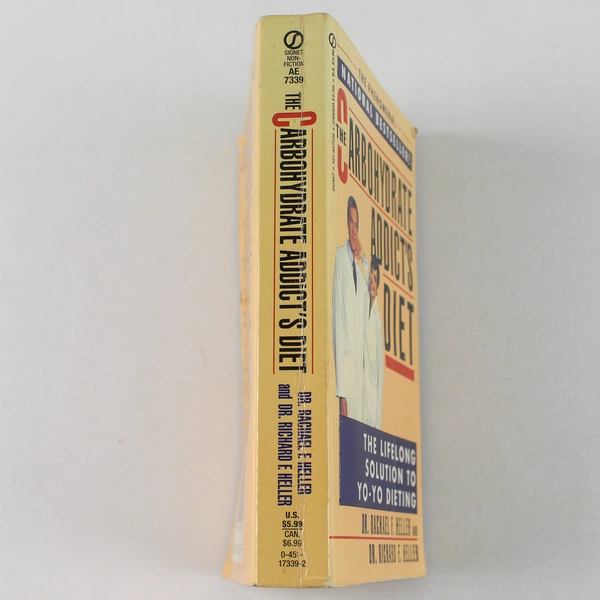 SIGNET
NON-
FICTION
AE
7339
THE CARBOHYDRATE ADDICT'S DIET
DR. RACHAEL F. HELLER
and DR. RICHARD F. HELLER
U.S.
$5.99
CAN.
$6.99
0-451-
17339-2
THE PHENOMENAL
NATIONAL BESTSELLER!
THE
CARBOHYDRATE
ADDICT'S
DIET
THE LIFELONG
SOLUTION TO
YO-YO DIETING
DR. RACHAEL F. HELLER AND
DR. RICHARD F. HELLER